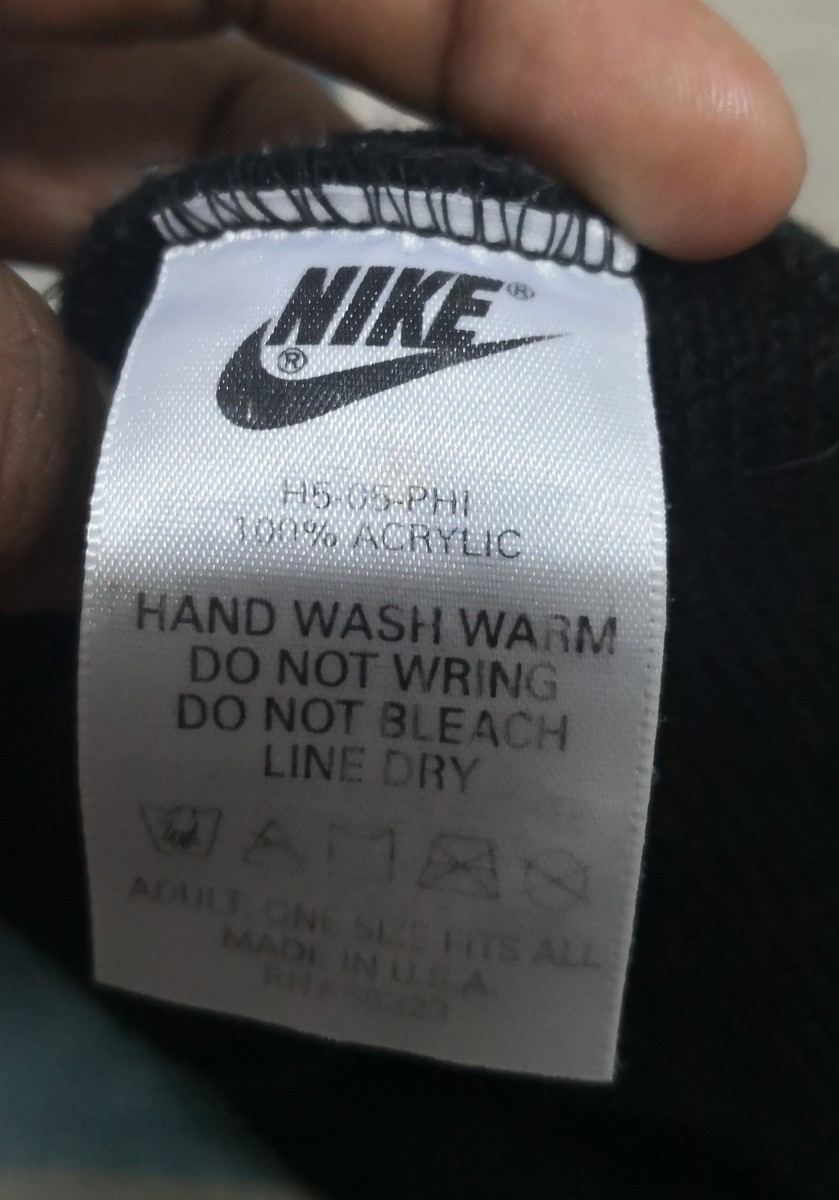 NIKE®
®
H5-05-PHI
100% ACRYLIC
HAND WASH WARM
DO NOT WRING
DO NOT BLEACH
LINE DRY
ADULT: ONE SIZE FITS ALL
MADE IN U.S.A.